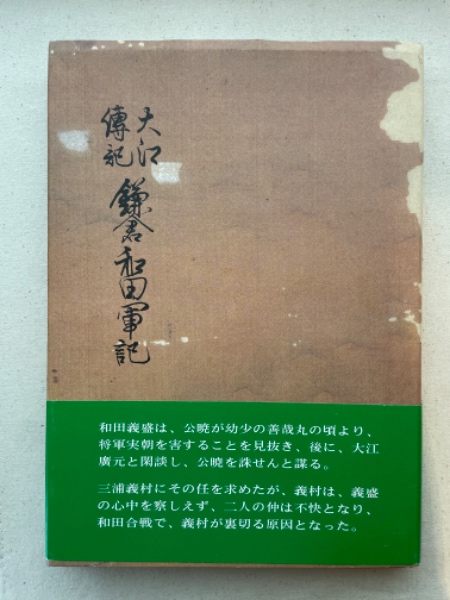 大江
傳記
鎌倉和田軍記
和田義盛は、公暁が幼少の善哉丸の頃より、
将軍実朝を害することを見抜き、後に、大江
廣元と閑談し、公暁を誅せんと謀る。
三浦義村にその任を求めたが、義村は、義盛
の心中を察しえず、二人の仲は不快となり、
和田合戦で、義村が裏切る原因となった。